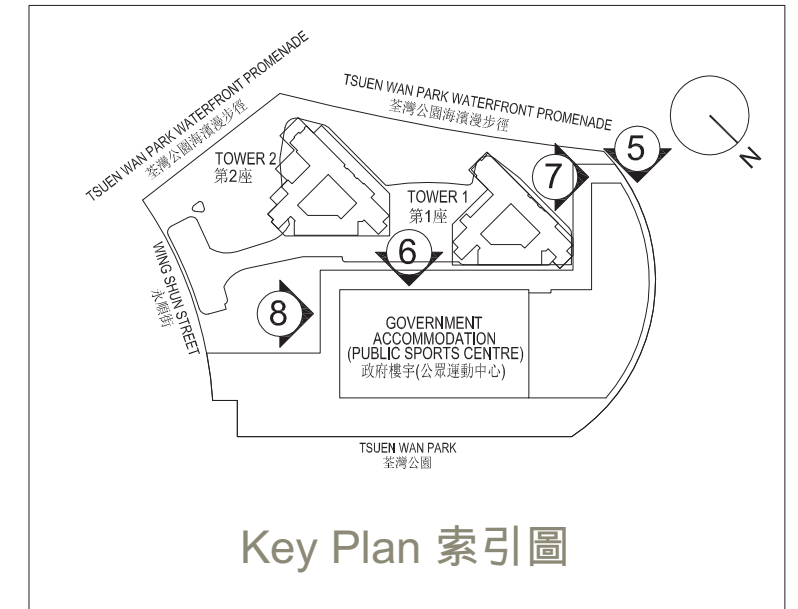 TSUEN WAN PARK WATERFRONT PROMENADE
荃灣公園海濱漫步徑
TSUEN WAN PARK WATERFRONT PROMENADE
荃灣公園海濱漫步徑
N
5
7
TOWER 2
第2座
TOWER 1
第1座
6
WING SHUN STREET
永順街
8
GOVERNMENT
ACCOMMODATION
(PUBLIC SPORTS CENTRE)
政府樓宇(公眾運動中心)
TSUEN WAN PARK
荃灣公園
Key Plan 索引圖